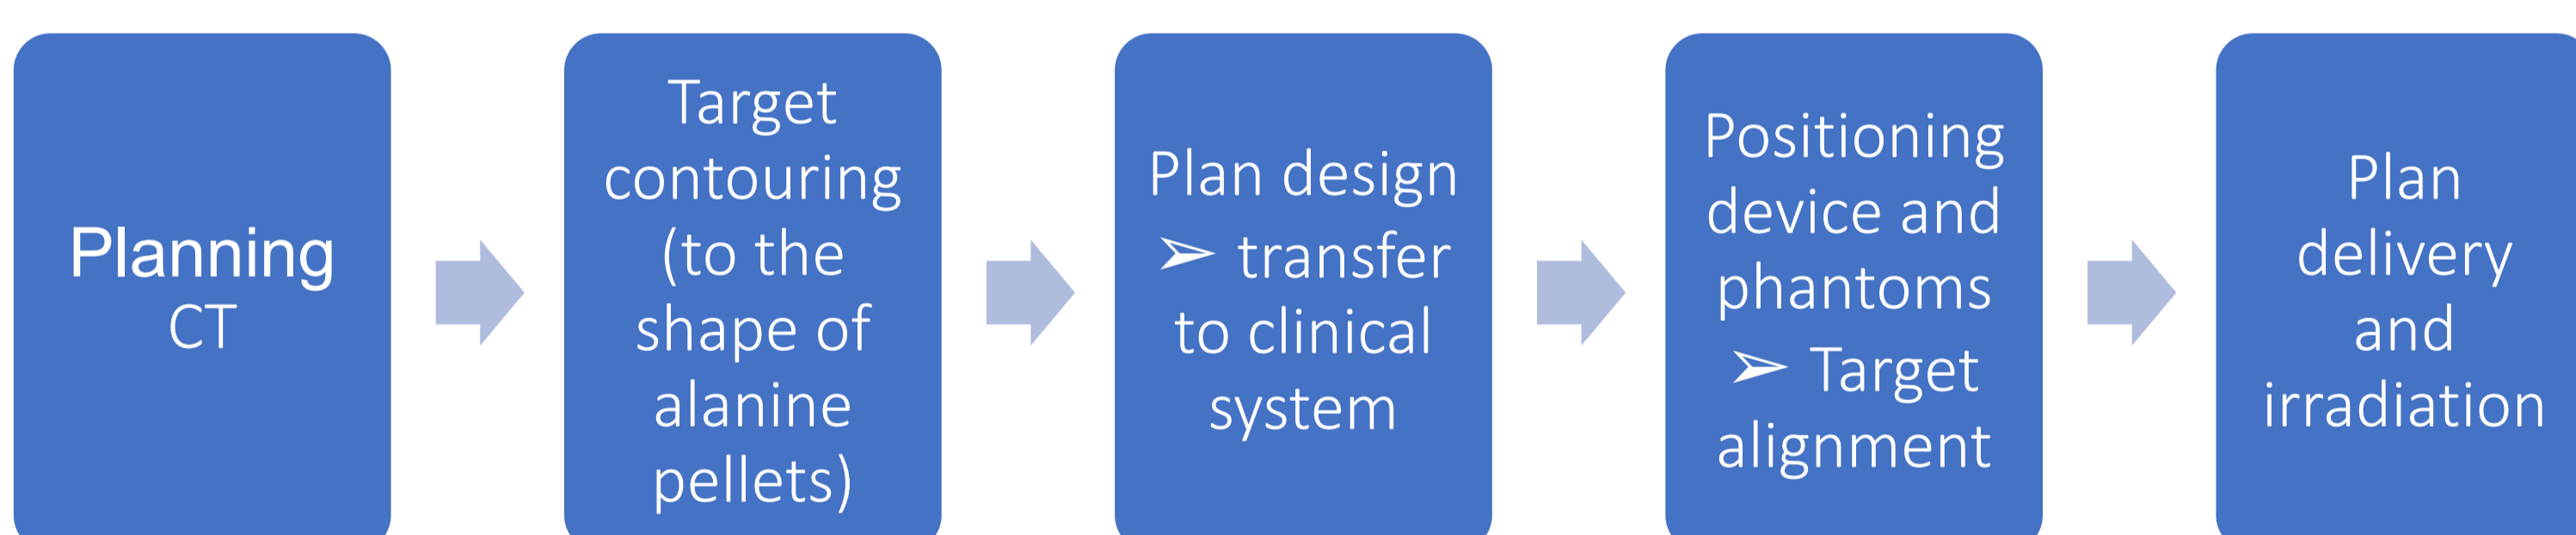 Planning
CT
Target
contouring
(to the
shape of
alanine
pellets)
Plan design
➢ transfer
to clinical
system
Positioning
device and
phantoms
➢ Target
alignment
Plan
delivery
and
irradiation